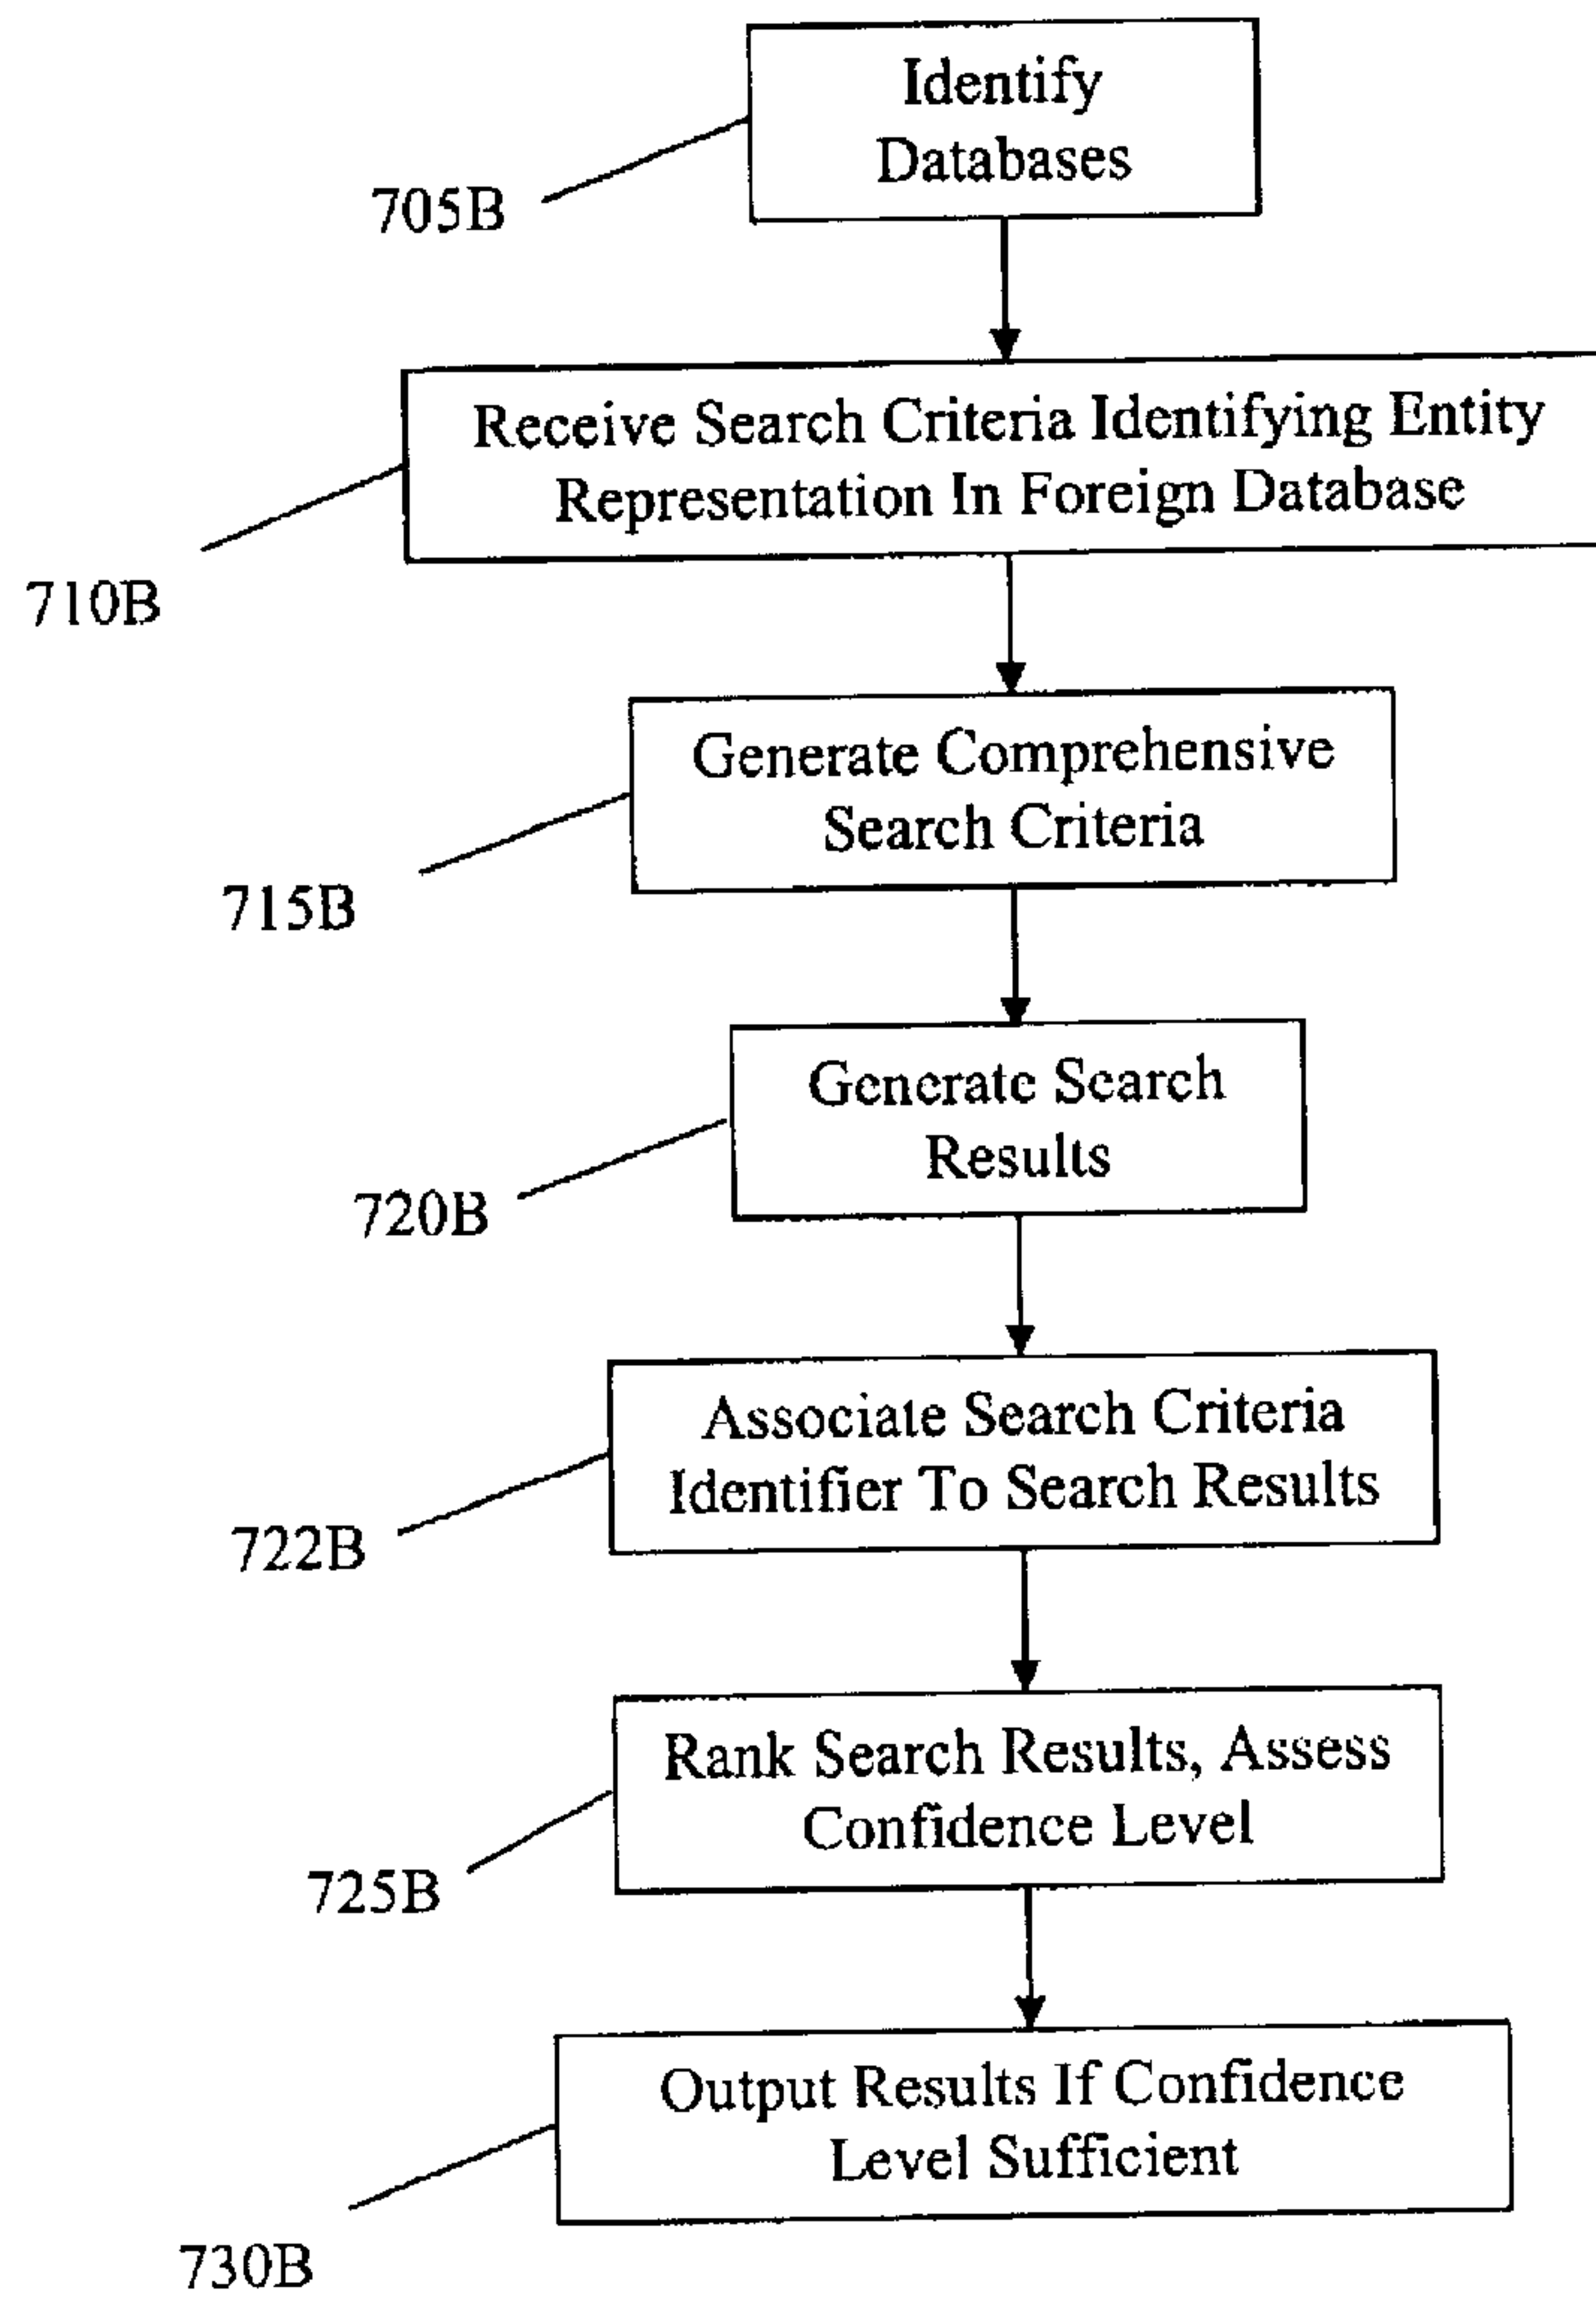 Identify
Databases
705B
Receive Search Criteria Identifying Entity
Representation In Foreign Database
710B
Generate Comprehensive
Search Criteria
715B
Generate Search
Results
720B
Associate Search Criteria
Identifier To Search Results
722B
Rank Search Results, Assess
Confidence Level
725B
Output Results If Confidence
Level Sufficient
730B